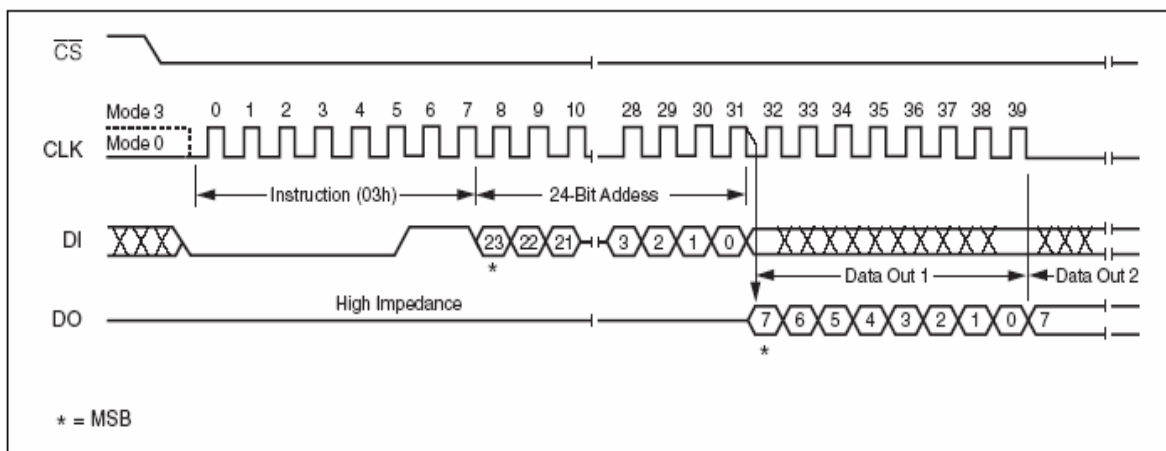 CS
Mode 3 0 1 2 3 4 5 6 7 8 9 10 28 29 30 31 32 33 34 35 36 37 38 39
CLK Mode 0
Instruction (03h) 24-Bit Addess
DI 23 22 21 3 2 1 0
* Data Out 1 Data Out 2
High Impedance
DO 7 6 5 4 3 2 1 0 7
*
* = MSB